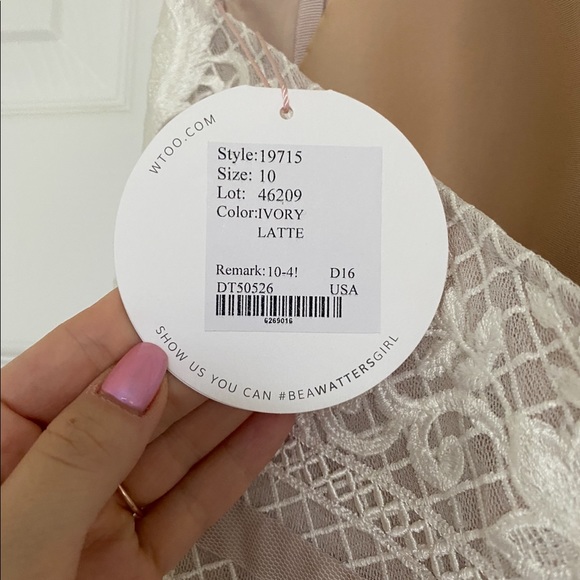 WTOO.COM
Style:19715
Size: 10
Lot: 46209
Color:IVORY
LATTE
Remark:10-4! D16
DT50526 USA
6265016
SHOW US YOU CAN #BEAWATTERSGIRL